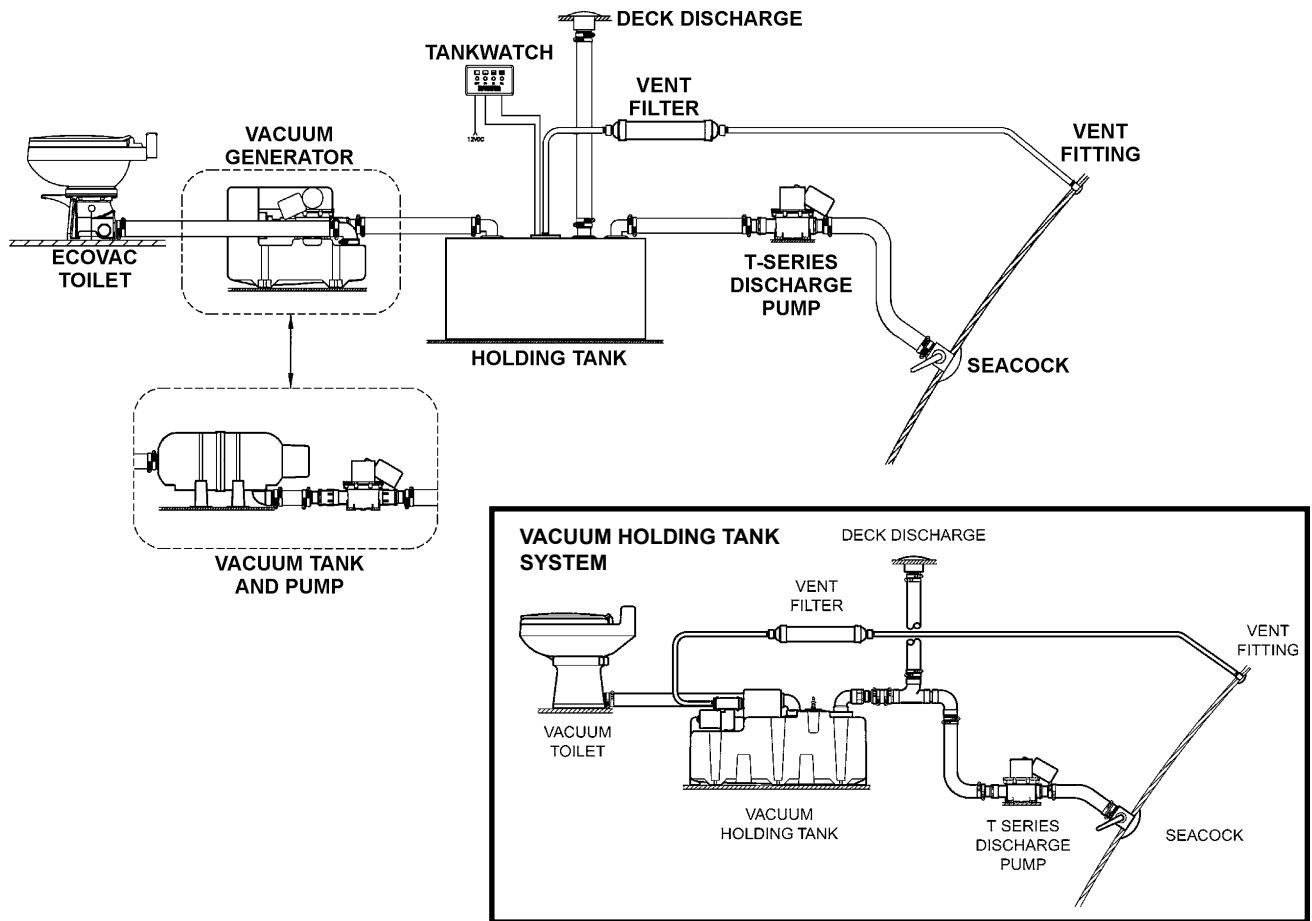 DECK DISCHARGE
TANKWATCH
12VDC
VENT
FILTER
VENT
FITTING
VACUUM
GENERATOR
ECOVAC
TOILET
HOLDING TANK
T-SERIES
DISCHARGE
PUMP
SEACOCK
VACUUM TANK
AND PUMP
VACUUM HOLDING TANK
SYSTEM
DECK DISCHARGE
VENT
FILTER
VENT
FITTING
VACUUM
TOILET
VACUUM
HOLDING TANK
T SERIES
DISCHARGE
PUMP
SEACOCK